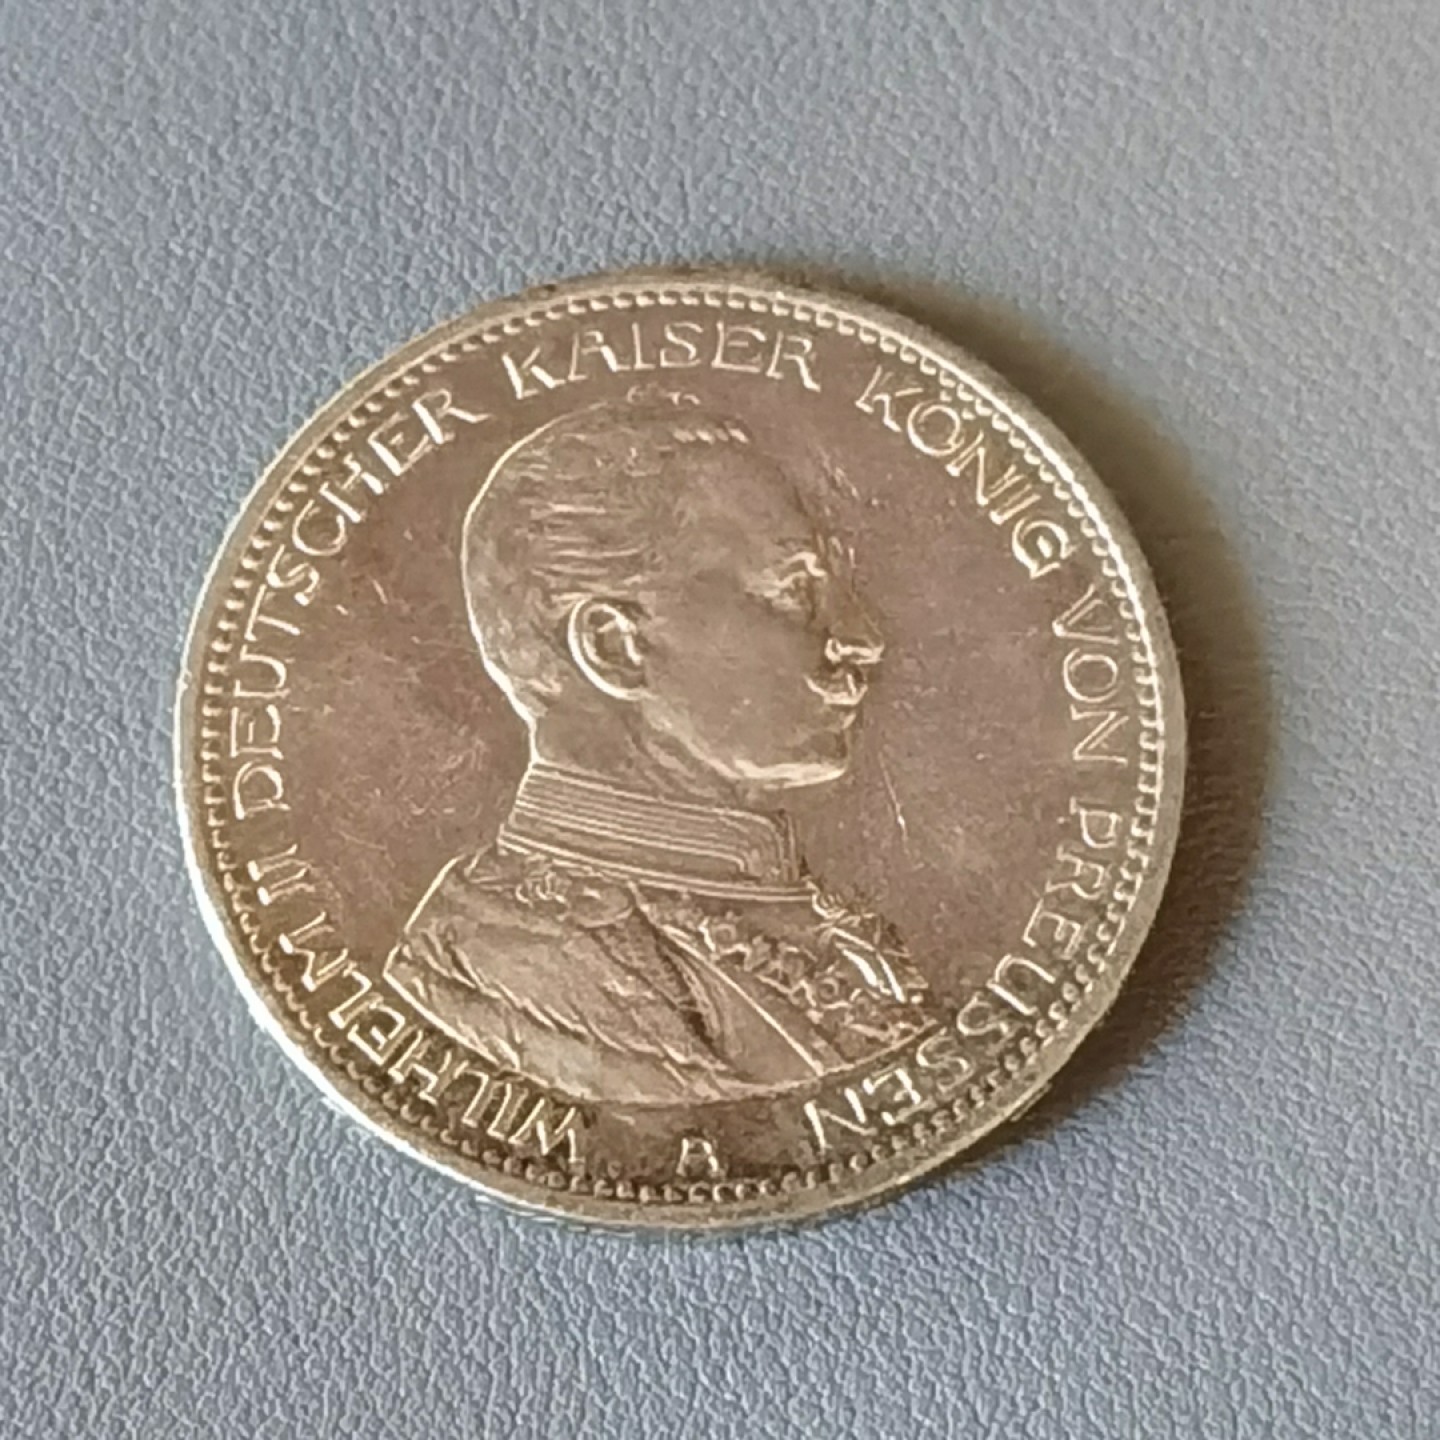 WILHELM II DEUTSCHER KAISER KÖNIG VON PREUSSEN
A